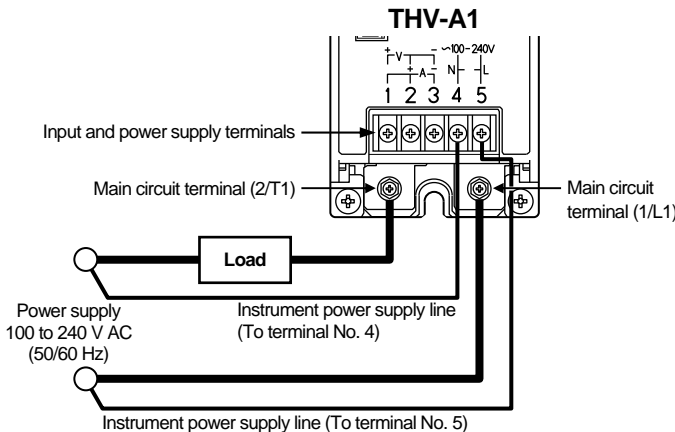 THV-A1
+ V -
+ A -
∼100-240V
N L
1 2 3 4 5
Input and power supply terminals
Main circuit terminal (2/T1)
Main circuit
terminal (1/L1)
Load
Power supply
100 to 240 V AC
(50/60 Hz)
Instrument power supply line
(To terminal No. 4)
Instrument power supply line (To terminal No. 5)